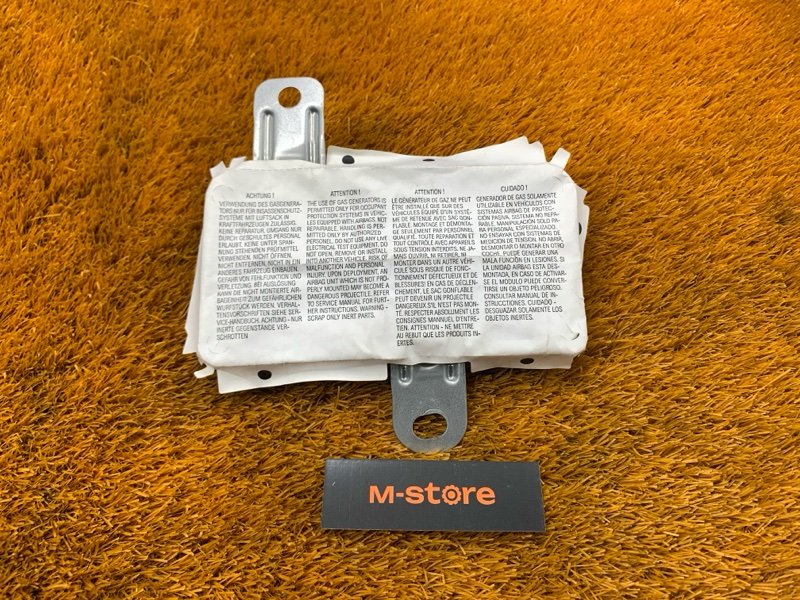 ACHTUNG !
VERWENDUNG DES GASGENERA-
TORS NUR FÜR INSASSENSCHUTZ-
SYSTEME MIT LUFTSACK IN
KRAFTFAHRZEUGEN ZULÄSSIG.
KEINE REPARATUR. UMGANG NUR
DURCH GESCHULTES PERSONAL
ERLAUBT. KEINE UNTER SPAN-
NUNG STEHENDEN PRÜFMITTEL
VERWENDEN. NICHT ÖFFNEN,
NICHT ENTFERNEN, NICHT IN EIN
ANDERES FAHRZEUG EINBAUEN.
GEFAHR VON FEHLFUNKTION UND
VERLETZUNG. BEI AUSLÖSUNG
KANN DIE NICHT MONTIERTE AIR-
BAGEINHEIT ZUM GEFÄHRLICHEN
WURFSTÜCK WERDEN. VERHAL-
TENSVORSCHRIFTEN SIEHE SER-
VICE-HANDBUCH. ACHTUNG - NUR
INERTE GEGENSTÄNDE VER-
SCHROTTEN
ATTENTION !
THE USE OF GAS GENERATORS IS
PERMITTED ONLY FOR OCCUPANT
PROTECTION SYSTEMS IN VEHIC-
LES EQUIPPED WITH AIRBAGS. NOT
REPARABLE. HANDLING IS PER-
MITTED ONLY BY AUTHORIZED
PERSONEL. DO NOT USE ANY LIVE
ELECTRICAL TEST EQUIPMENT. DO
NOT OPEN, REMOVE OR INSTALL
INTO ANOTHER VEHICLE. RISK OF
MALFUNCTION AND PERSONAL
INJURY. UPON DEPLOYMENT, AN
AIRBAG UNIT WHICH IS NOT PRO-
PERLY MOUNTED MAY BECOME A
DANGEROUS PROJECTILE. REFER
TO SERVICE MANUAL FOR FURT-
HER INSTRUCTIONS. WARNING -
SCRAP ONLY INERT PARTS.
ATTENTION !
LE GÉNÉRATEUR DE GAZ NE PEUT
ÊTRE INSTALLÉ QUE SUR DES
VÉHICULES ÉQUIPÉ D'UN SYSTÈ-
ME DE RETENUE AVEC SAC GON-
FLABLE. MONTAGE ET DÉMONTA-
GE SEULEMENT PAR PERSONNEL
QUALIFIÉ. TOUTE RÉPARATION ET
TOUT CONTRÔLE AVEC APPAREILS
SOUS TENSION INTERDITS. NE JA-
MAIS OUVRIR, NI RETIRER, NI
MONTER DANS UN AUTRE VÉHI-
CULE SOUS RISQUE DE FONC-
TIONNEMENT DÉFECTUEUX ET DE
BLESSURES! EN CAS DE DÉCLEN-
CHEMENT, LE SAC GONFLABLE
PEUT DEVENIR UN PROJECTILE
DANGEREUX S'IL N'EST PAS MON-
TÉ. RESPECTER ABSOLUMENT LES
CONSIGNES MANUEL D'ENTRE-
TIEN. ATTENTION - NE METTRE
AU REBUT QUE LES PRODUITS IN-
ERTES.
CUIDADO !
GENERADOR DE GAS SOLAMENTE
UTILIZABLE EN VEHÍCULOS CON
SISTEMAS AIRBAG DE PROTEC-
CIÓN PASIVA. SISTEMA NO REPA-
RABLE. MANIPULACIÓN SOLO PA-
RA PERSONAL ESPECIALIZADO.
NO ENSAYAR CON SISTEMAS DE
MEDICIÓN DE TENSIÓN. NO ABRIR,
DESMONTAR O MONTAR EN OTRO
COCHE. PUEDE GENERAR UNA
MALA FUNCIÓN EN LESIONES. SI
LA UNIDAD AIRBAG ESTA DES-
MONTADA, EN CASO DE ACTIVAR-
SE EL MODULO PUEDE CONVER-
TIRSE UN OBJETO PELIGROSO.
CONSULTAR MANUAL DE IN-
STRUCCIONES. CUIDADO -
DESGUAZAR SOLAMENTE LOS
OBJETOS INERTES.
M-store